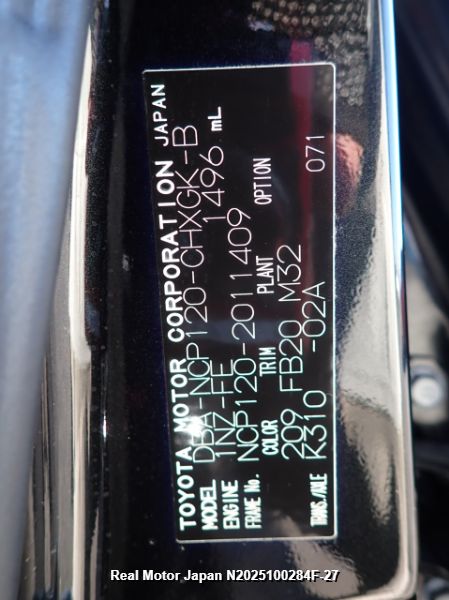 TOYOTA MOTOR CORPORATION JAPAN
MODEL DBA-NCP120-CHXGK-B
ENGINE 1NZ-FE 1496 mL
FRAME No. NCP120-2011409
COLOR TRIM PLANT OPTION
209 FB20 M32 071
TRANS./AXLE K310 -02A
Real Motor Japan N2025100284F-27